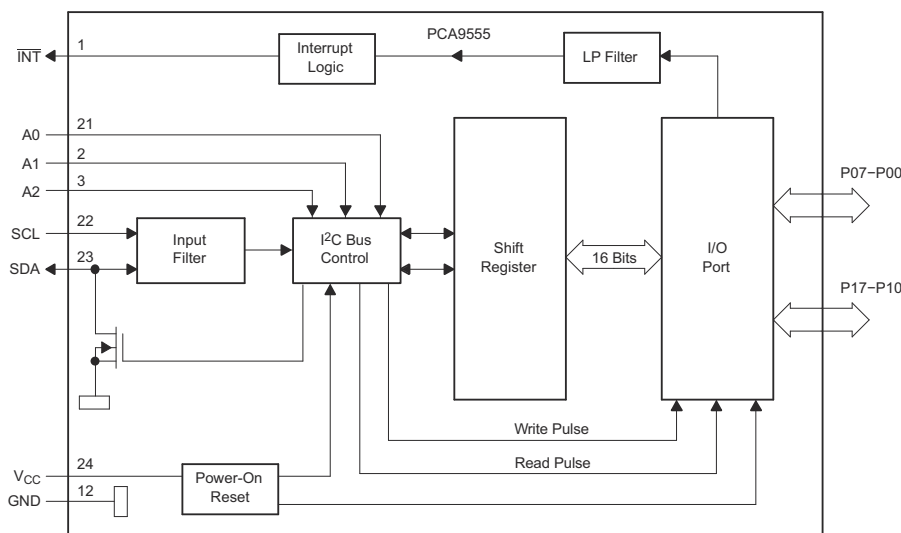 PCA9555
1
INT
Interrupt
Logic
LP Filter
21
A0
2
A1
3
A2
P07–P00
22
SCL
Input
Filter
I²C Bus
Control
Shift
Register
16 Bits
I/O
Port
23
SDA
P17–P10
Write Pulse
Read Pulse
24
VCC
Power-On
Reset
12
GND